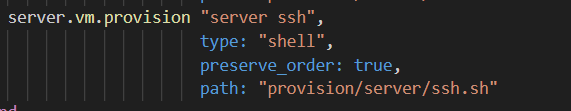 server.vm.provision "server ssh",
type: "shell",
preserve_order: true,
path: "provision/server/ssh.sh"